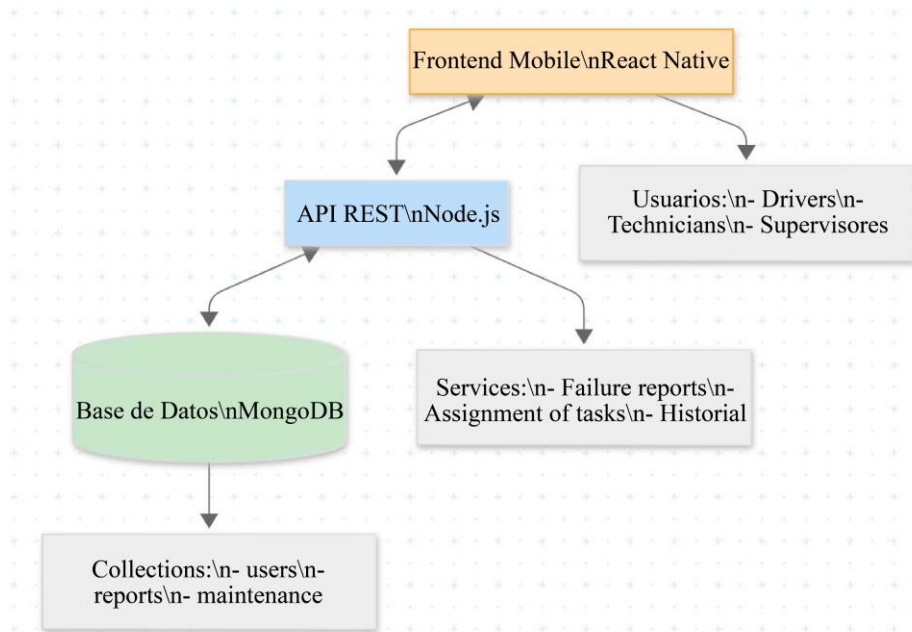 Frontend Mobile\nReact Native
API REST\nNode.js
Usuarios:\n- Drivers\n-
Technicians\n- Supervisores
Base de Datos\nMongoDB
Services:\n- Failure reports\n-
Assignment of tasks\n- Historial
Collections:\n- users\n-
reports\n- maintenance